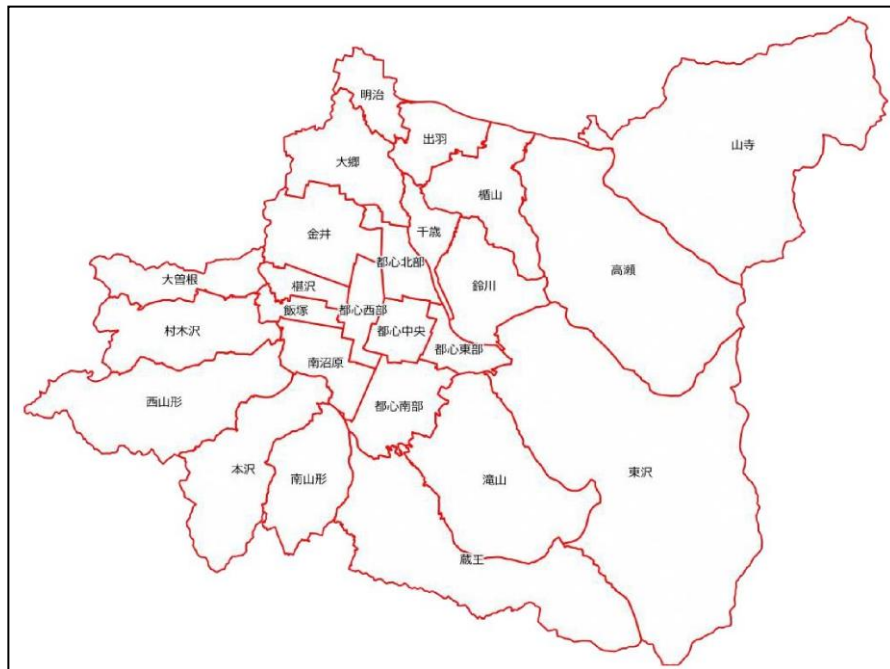 明治
出羽
山寺
大郷
楯山
金井
千歳
都心北部
高瀬
大曽根
椹沢
鈴川
飯塚
都心西部
村木沢
都心中央
都心東部
南沼原
西山形
都心南部
本沢
南山形
滝山
東沢
蔵王